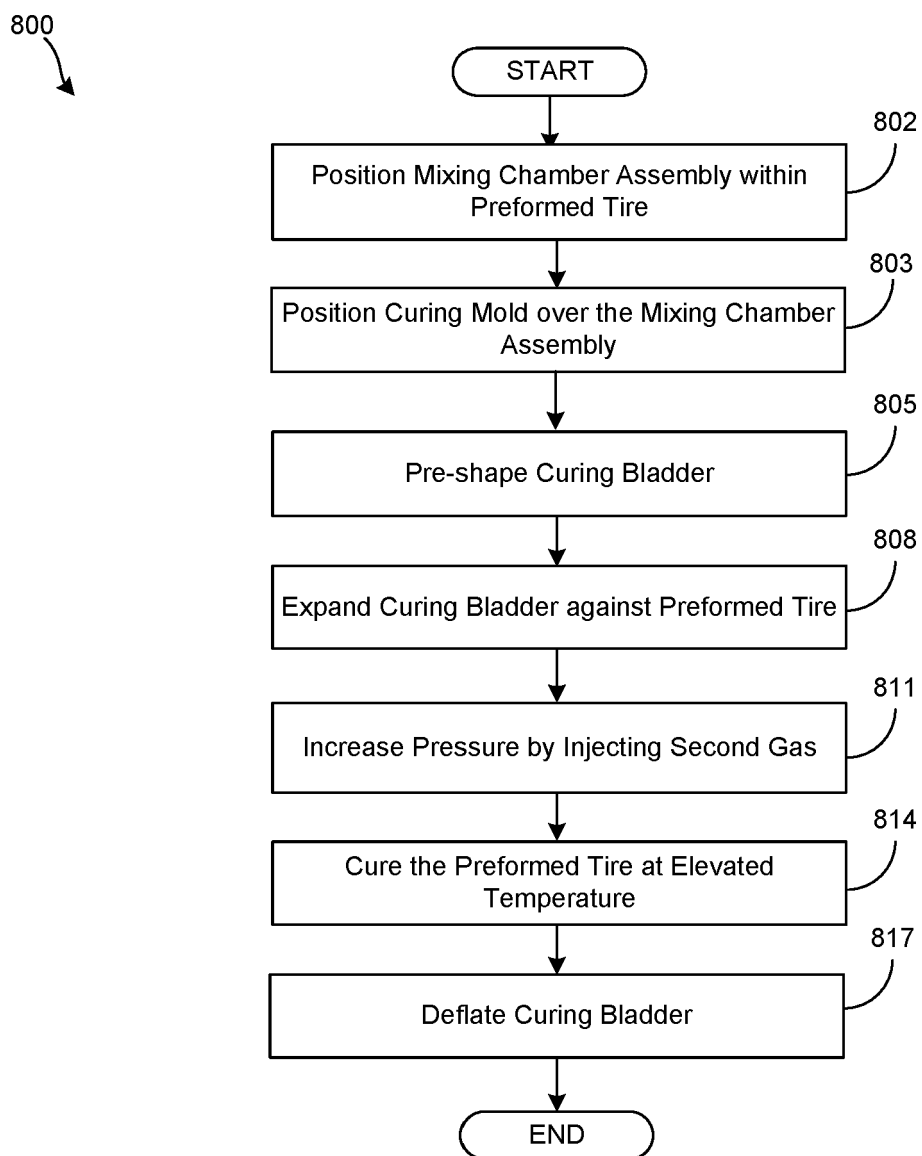 800
START
802
Position Mixing Chamber Assembly within
Preformed Tire
803
Position Curing Mold over the Mixing Chamber
Assembly
805
Pre-shape Curing Bladder
808
Expand Curing Bladder against Preformed Tire
811
Increase Pressure by Injecting Second Gas
814
Cure the Preformed Tire at Elevated
Temperature
817
Deflate Curing Bladder
END